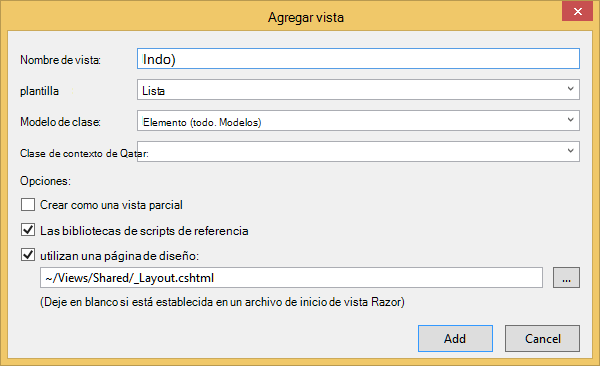 Agregar vista
Nombre de vista: Indo)
plantilla Lista
Modelo de clase: Elemento (todo. Modelos)
Clase de contexto de Qatar:
Opciones:
Crear como una vista parcial
Las bibliotecas de scripts de referencia
utilizan una página de diseño:
~/Views/Shared/_Layout.cshtml ...
(Deje en blanco si está establecida en un archivo de inicio de vista Razor)
Add Cancel